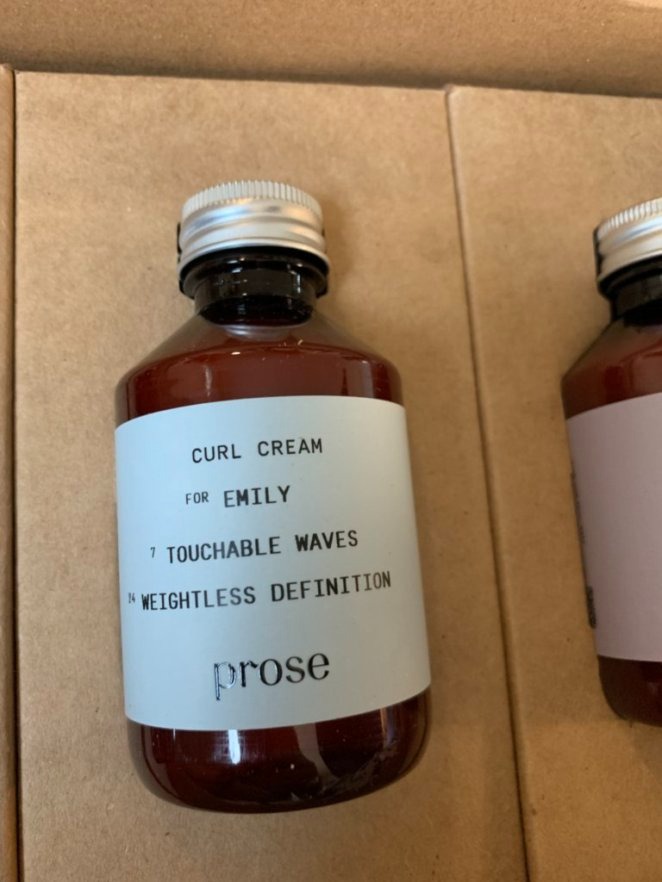 CURL CREAM
FOR EMILY
7 TOUCHABLE WAVES
24 WEIGHTLESS DEFINITION
prose